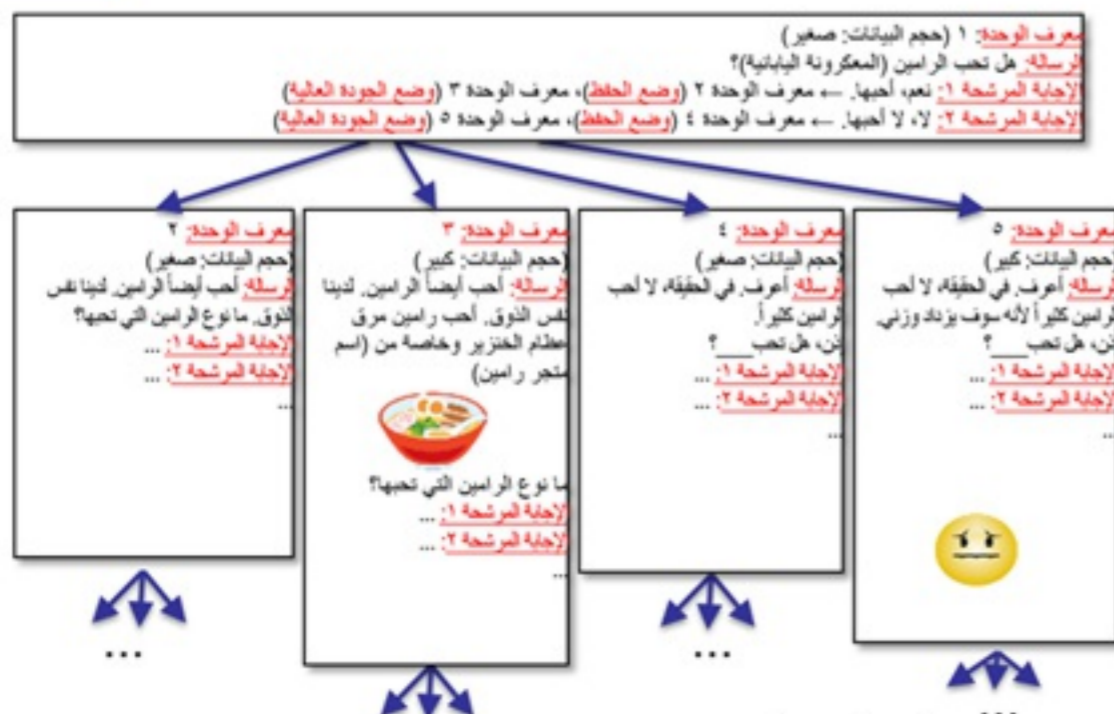 معرف الوحدة: ١ (حجم البيانات: صغير)
الرسالة: هل تحب الرامين (المعكرونة اليابانية)؟
الإجابة المرشحة ١: نعم، أحبها. ← معرف الوحدة ٢ (وضع الحفظ)، معرف الوحدة ٣ (وضع الجودة العالية)
الإجابة المرشحة ٢: لا، لا أحبها. ← معرف الوحدة ٤ (وضع الحفظ)، معرف الوحدة ٥ (وضع الجودة العالية)
معرف الوحدة: ٢
(حجم البيانات: صغير)
الرسالة: أحب أيضاً الرامين. لدينا نفس
الذوق. ما نوع الرامين التي تحبها؟
الإجابة المرشحة ١: ...
الإجابة المرشحة ٢: ...
...
...
معرف الوحدة: ٣
(حجم البيانات: كبير)
الرسالة: أحب أيضاً الرامين. لدينا
نفس الذوق. أحب رامين مرق
عظام الخنزير وخاصة من (اسم
متجر رامين)
ما نوع الرامين التي تحبها؟
الإجابة المرشحة ١: ...
الإجابة المرشحة ٢: ...
...
معرف الوحدة: ٤
(حجم البيانات: صغير)
الرسالة: أعرف. في الحقيقة، لا أحب
الرامين كثيراً.
إذن، هل تحب___ ؟
الإجابة المرشحة ١: ...
الإجابة المرشحة ٢: ...
...
...
معرف الوحدة: ٥
(حجم البيانات: كبير)
الرسالة: أعرف. في الحقيقة، لا أحب
الرامين كثيراً لأنه سوف يزداد وزني.
إذن، هل تحب___ ؟
الإجابة المرشحة ١: ...
الإجابة المرشحة ٢: ...
...
...